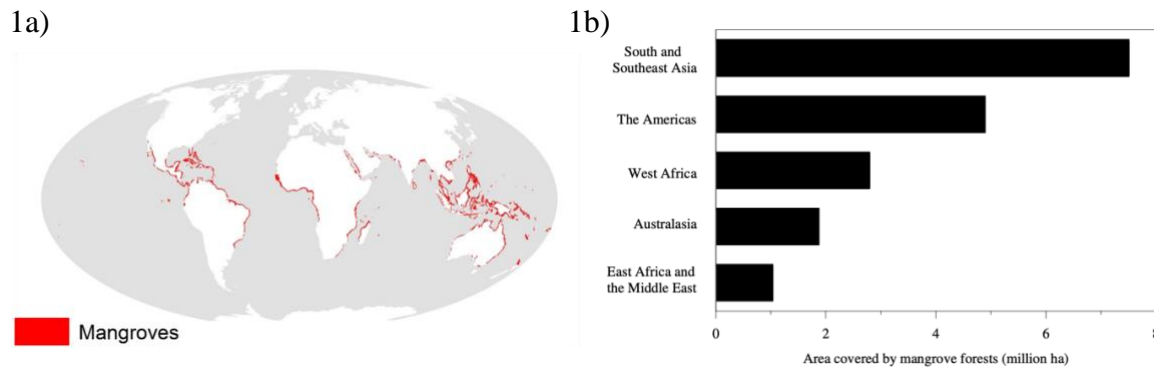 1a)
Mangroves
1b)
South and
Southeast Asia
The Americas
West Africa
Australasia
East Africa and
the Middle East
0
2
4
6
8
Area covered by mangrove forests (million ha)